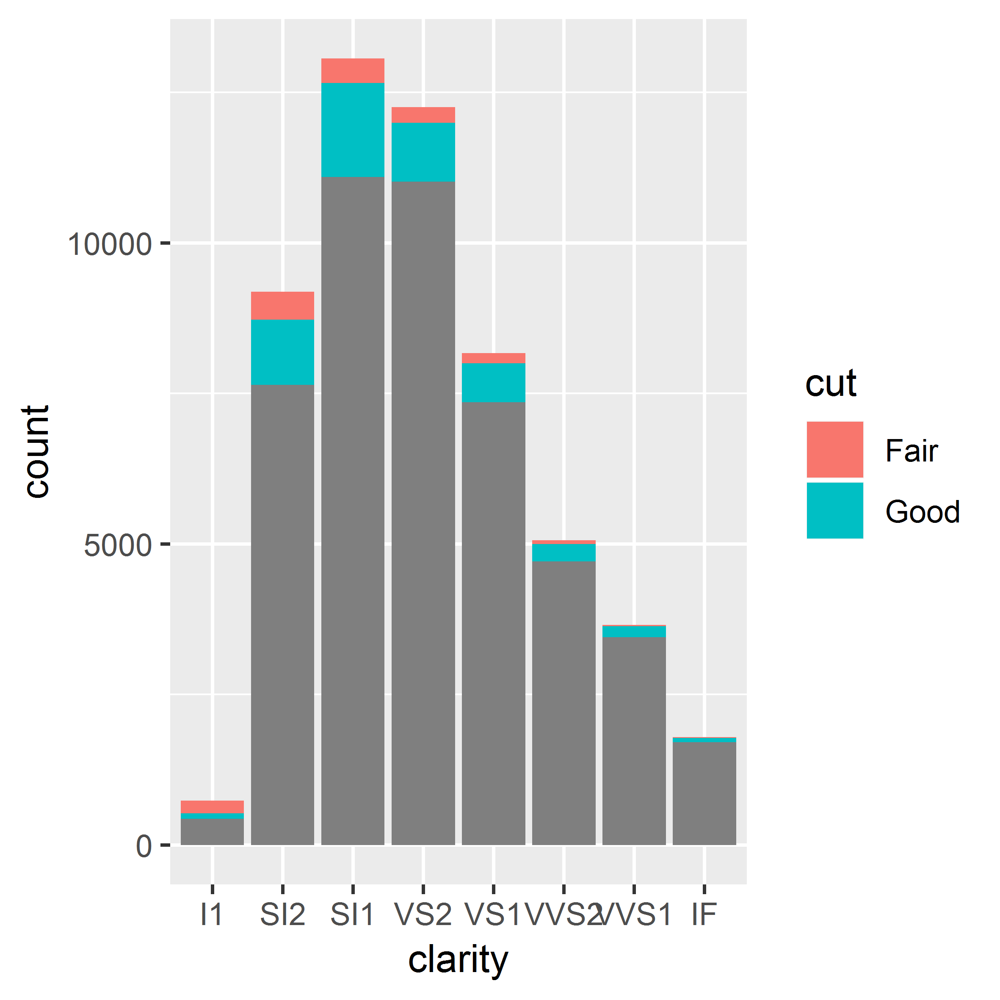 count
10000
5000
0
I1 SI2 SI1 VS2 VS1 VVS2 VVS1 IF
clarity
cut
Fair
Good